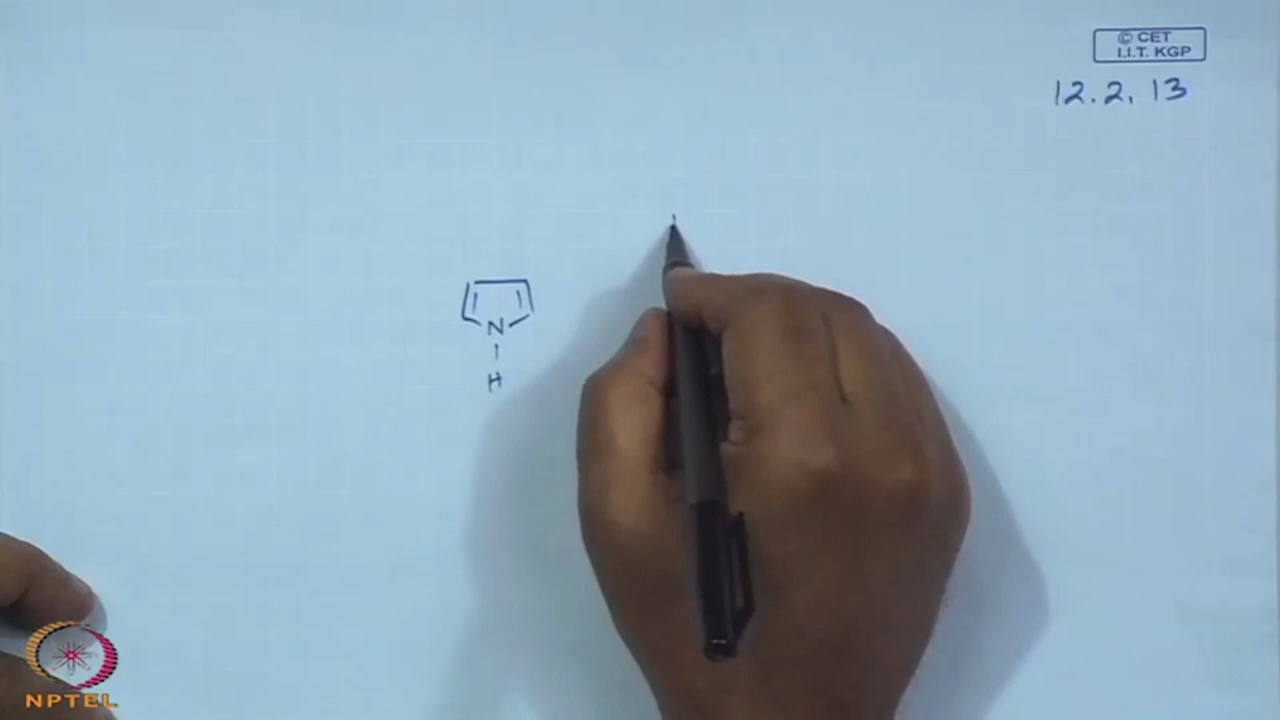 © CET
I.I.T. KGP
12.2.13
N
H
NPTEL